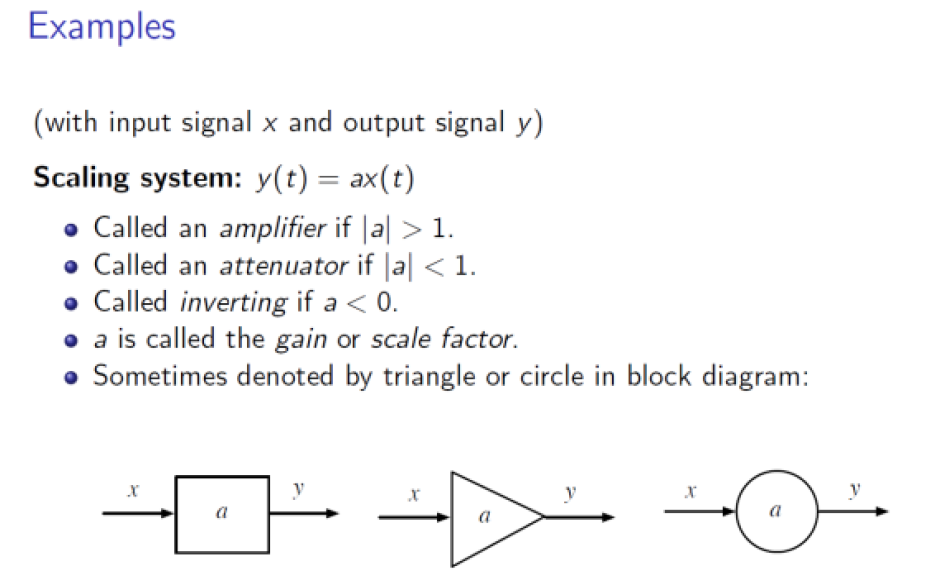 Examples
(with input signal x and output signal y)
Scaling system: y(t) = ax(t)
Called an amplifier if |a| > 1.
Called an attenuator if |a| < 1.
Called inverting if a < 0.
a is called the gain or scale factor.
Sometimes denoted by triangle or circle in block diagram:
x a y
x a y
x a y